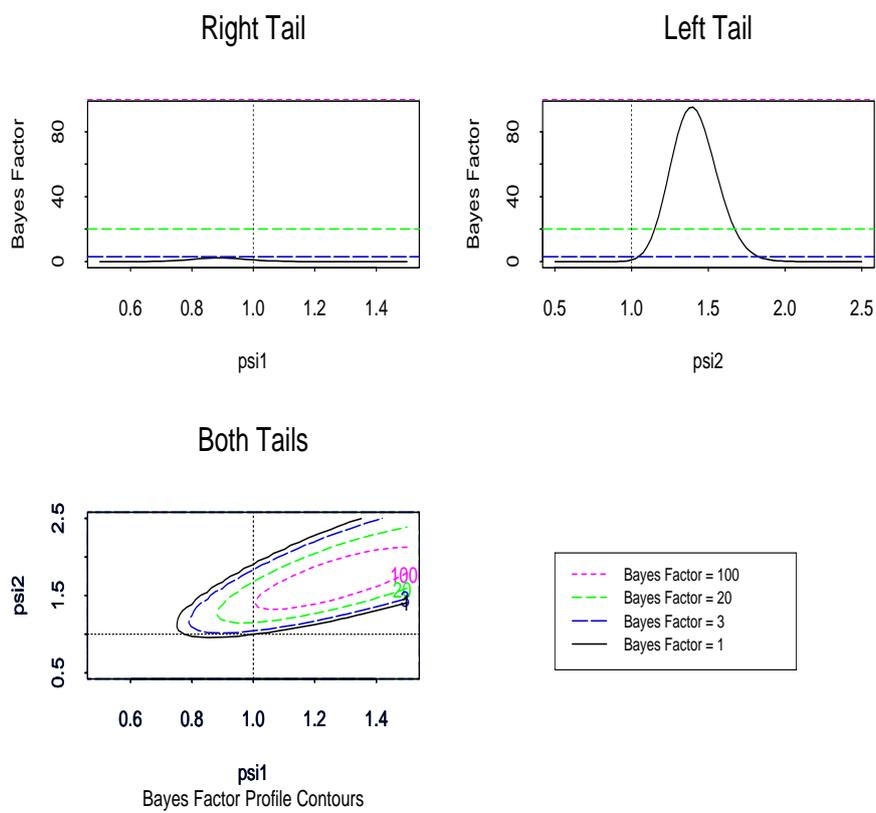 Right Tail
Bayes Factor
80
40
0
0.6 0.8 1.0 1.2 1.4
psi1
Left Tail
Bayes Factor
80
40
0
0.5 1.0 1.5 2.0 2.5
psi2
Both Tails
psi2
2.5
1.5
0.5
100
20
3
1
0.6 0.8 1.0 1.2 1.4
psi1
Bayes Factor Profile Contours
Bayes Factor = 100
Bayes Factor = 20
Bayes Factor = 3
Bayes Factor = 1